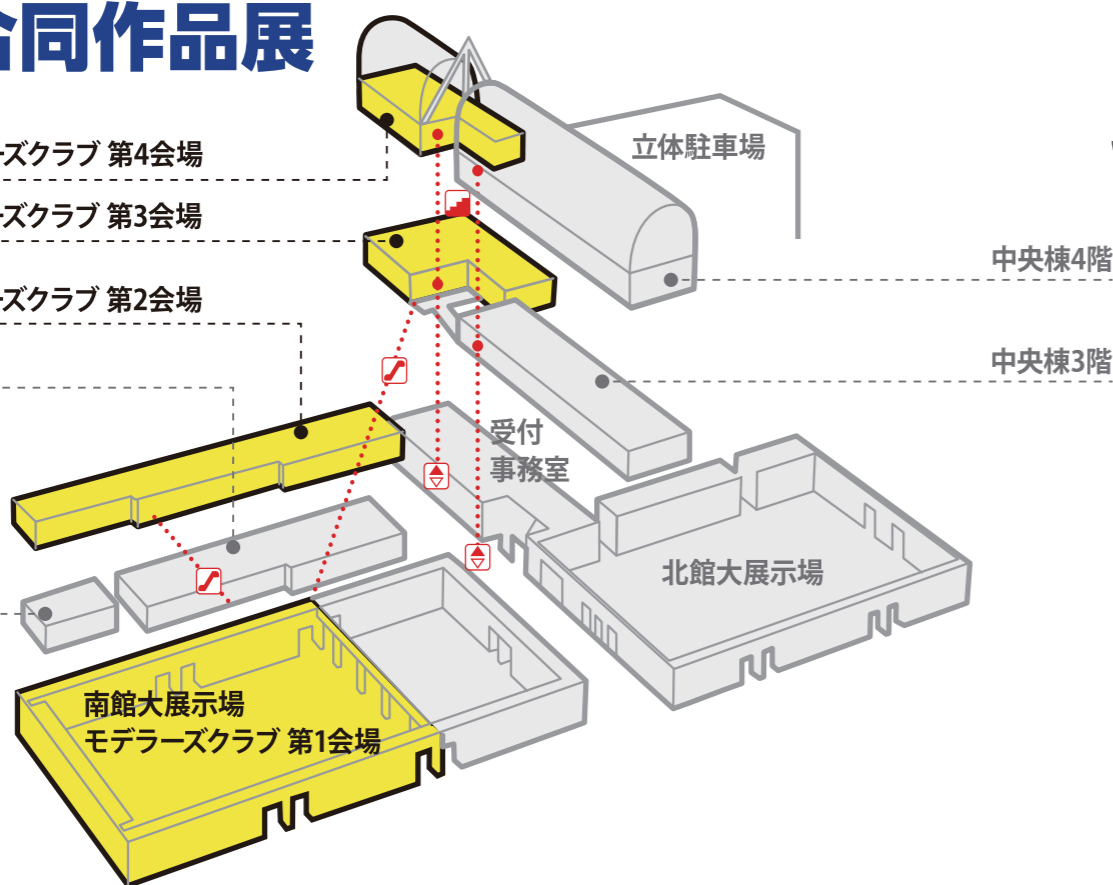 合同作品展
ーズクラブ 第4会場
ーズクラブ 第3会場
ーズクラブ 第2会場
立体駐車場
中央棟4階
中央棟3階
受付
事務室
北館大展示場
南館大展示場
モデラーズクラブ 第1会場